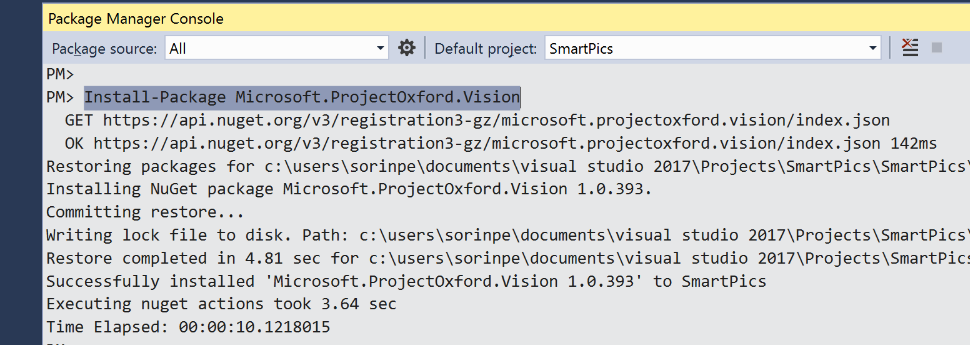 Package Manager Console
Package source: All Default project: SmartPics
PM>
PM> Install-Package Microsoft.ProjectOxford.Vision
GET https://api.nuget.org/v3/registration3-gz/microsoft.projectoxford.vision/index.json
OK https://api.nuget.org/v3/registration3-gz/microsoft.projectoxford.vision/index.json 142ms
Restoring packages for c:\users\sorinpe\documents\visual studio 2017\Projects\SmartPics\SmartPics\
Installing NuGet package Microsoft.ProjectOxford.Vision 1.0.393.
Committing restore...
Writing lock file to disk. Path: c:\users\sorinpe\documents\visual studio 2017\Projects\SmartPics\
Restore completed in 4.81 sec for c:\users\sorinpe\documents\visual studio 2017\Projects\SmartPics
Successfully installed 'Microsoft.ProjectOxford.Vision 1.0.393' to SmartPics
Executing nuget actions took 3.64 sec
Time Elapsed: 00:00:10.1218015